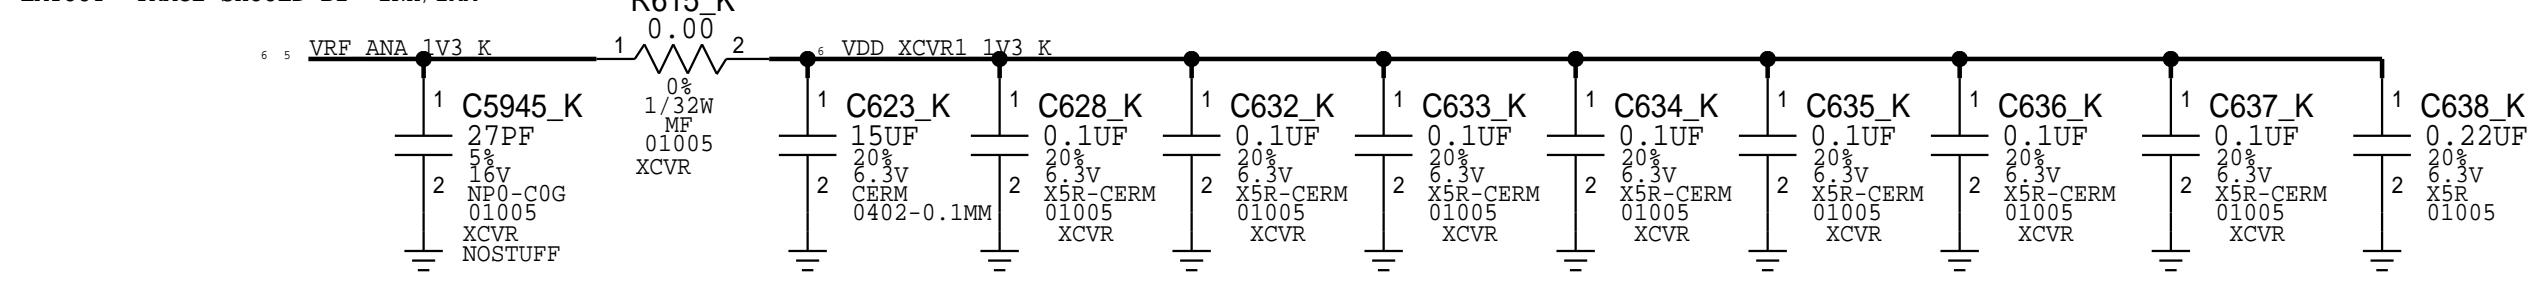 R615_K
0.00
6 5 VRF_ANA_1V3_K 1 2 6 VDD_XCVR1_1V3_K
0%
1/32W
MF
01005
XCVR
1 C5945_K
27PF
5%
16V
2
NP0-C0G
01005
XCVR
NOSTUFF
1 C623_K
15UF
20%
6.3V
2
CERM
0402-0.1MM
1 C628_K
0.1UF
20%
6.3V
2
X5R-CERM
01005
XCVR
1 C632_K
0.1UF
20%
6.3V
2
X5R-CERM
01005
XCVR
1 C633_K
0.1UF
20%
6.3V
2
X5R-CERM
01005
XCVR
1 C634_K
0.1UF
20%
6.3V
2
X5R-CERM
01005
XCVR
1 C635_K
0.1UF
20%
6.3V
2
X5R-CERM
01005
XCVR
1 C636_K
0.1UF
20%
6.3V
2
X5R-CERM
01005
XCVR
1 C637_K
0.1UF
20%
6.3V
2
X5R-CERM
01005
XCVR
1 C638_K
0.22UF
20%
6.3V
2
X5R
01005